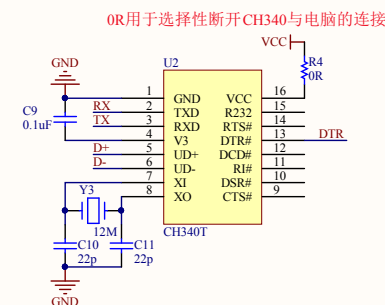 0R用于选择性断开CH340与电脑的连接
VCC
GND
U2
R4
0R
C9
0.1uF
RX
TX
D+
D-
1 GND VCC 16
2 TXD R232 15
3 RXD RTS# 14
4 V3 DTR# 13 DTR
5 UD+ DCD# 12
6 UD- RI# 11
7 XI DSR# 10
8 XO CTS# 9
Y3
12M
CH340T
C10
22p
C11
22p
GND